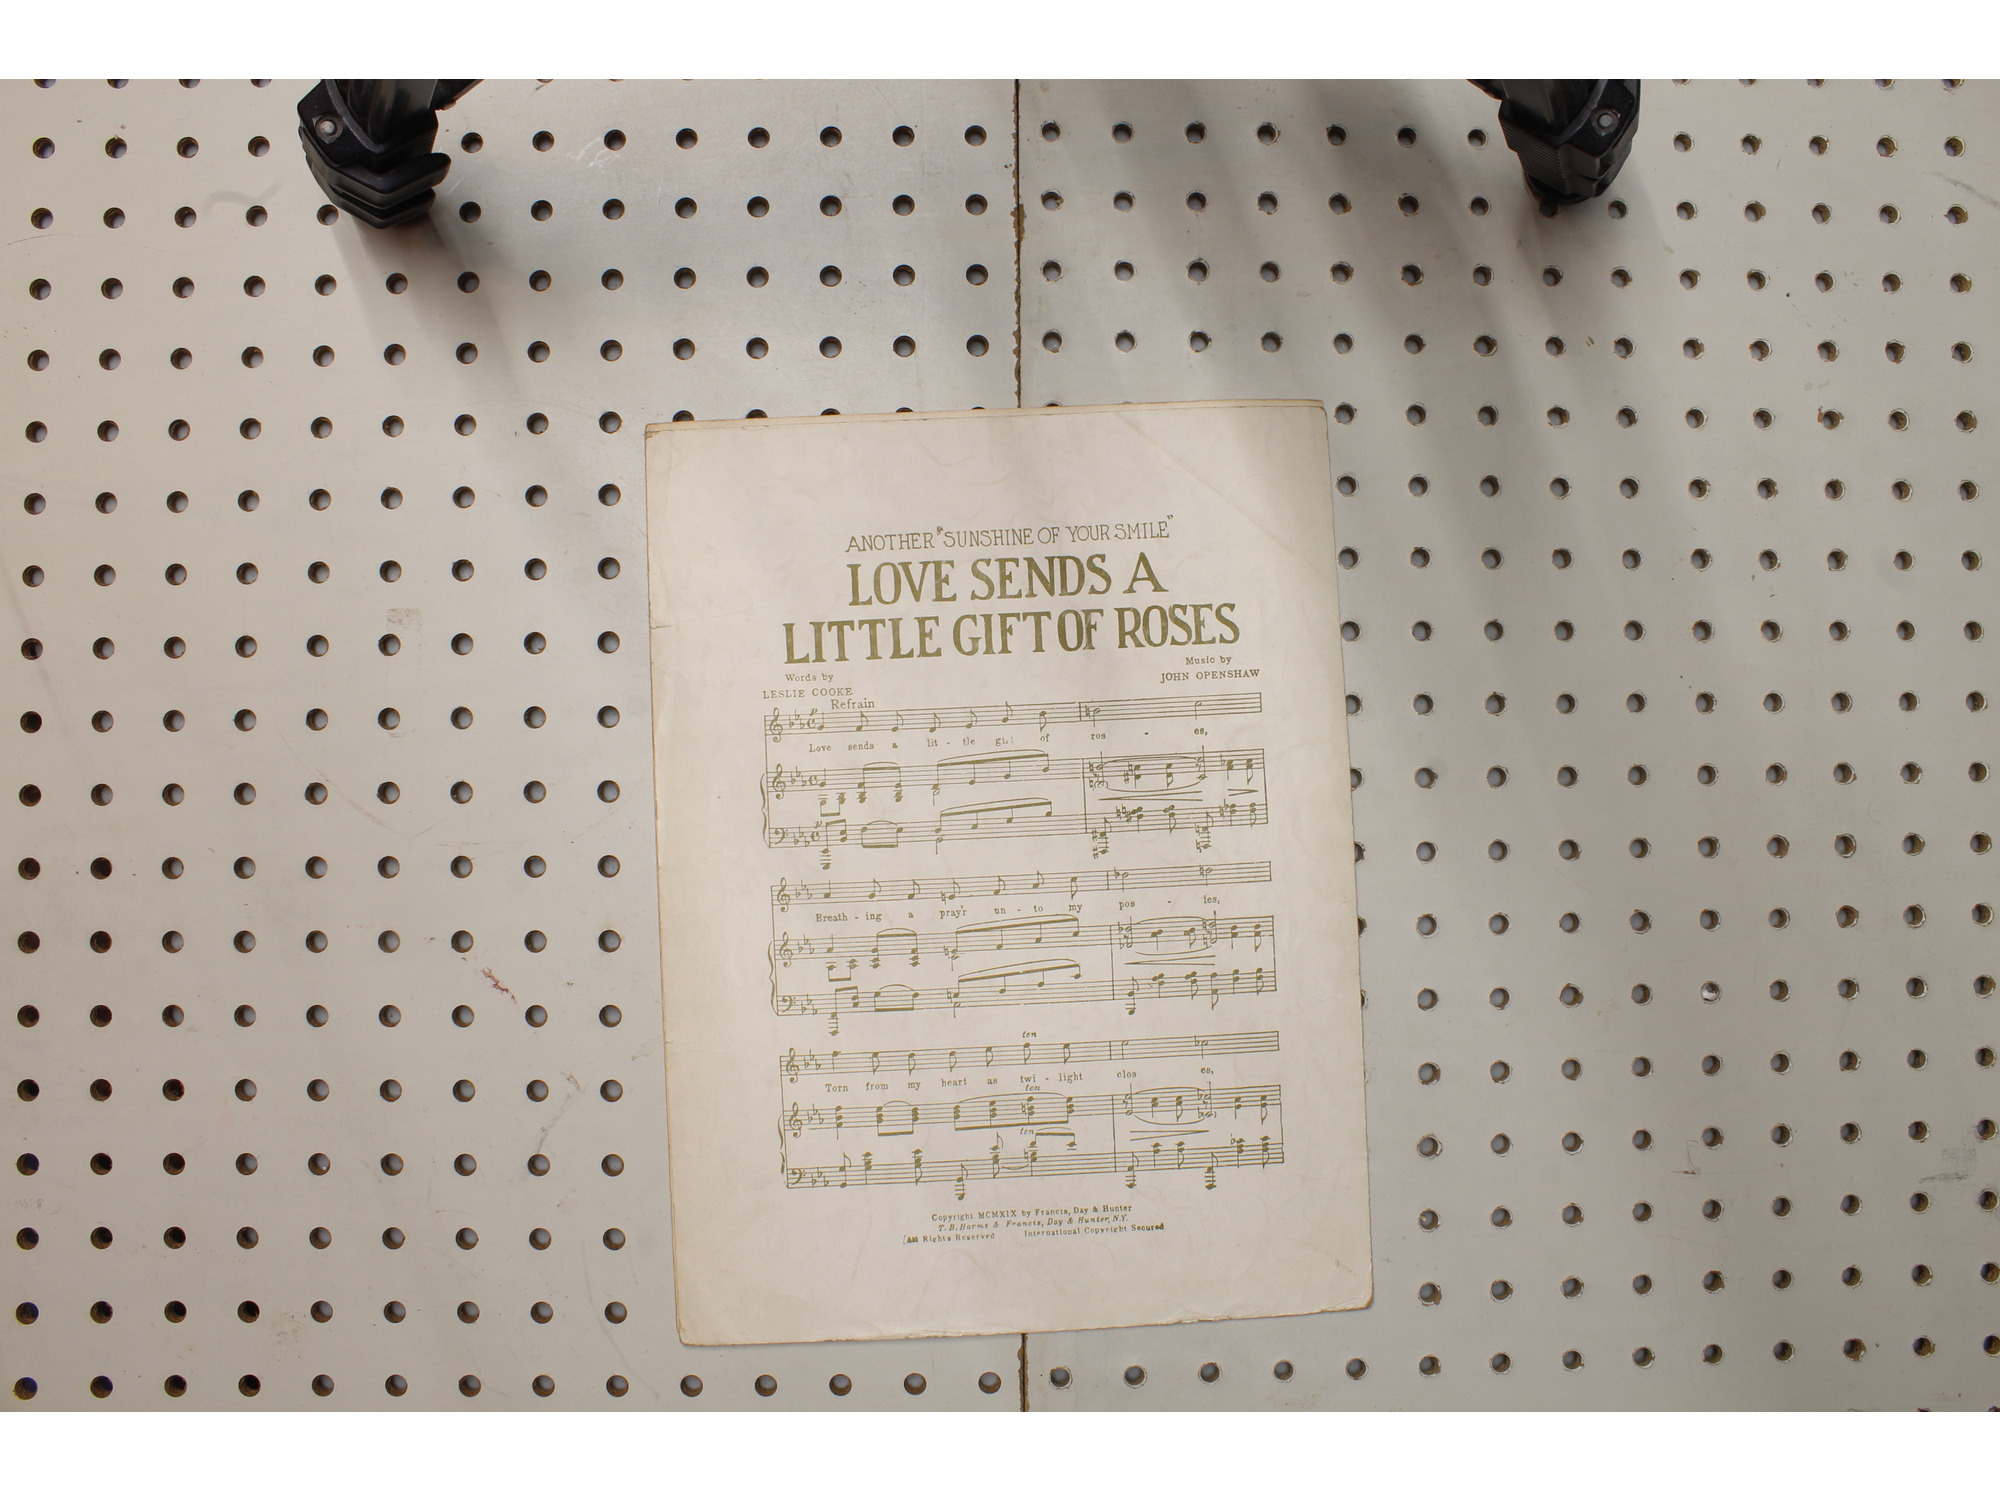 ANOTHER "SUNSHINE OF YOUR SMILE"
LOVE SENDS A
LITTLE GIFT OF ROSES
Words by
LESLIE COOKE
Music by
JOHN OPENSHAW
Refrain
Love sends a lit - tle gift of ros - es,
Breath - ing a pray'r un - to my pos - ies,
ten
Torn from my heart as twi - light clos es,
ten
ten
Copyright MCMXIX by Francis, Day & Hunter
T. B. Harms & Francis, Day & Hunter, N.Y.
All Rights Reserved International Copyright Secured